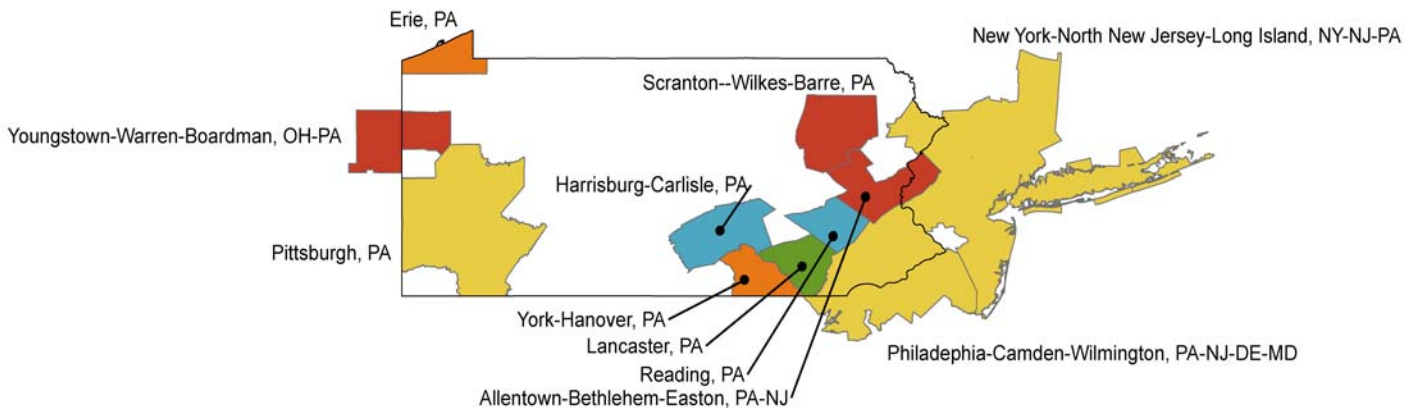 Erie, PA
New York-North New Jersey-Long Island, NY-NJ-PA
Scranton--Wilkes-Barre, PA
Youngstown-Warren-Boardman, OH-PA
Harrisburg-Carlisle, PA
Pittsburgh, PA
York-Hanover, PA
Lancaster, PA
Philadephia-Camden-Wilmington, PA-NJ-DE-MD
Reading, PA
Allentown-Bethlehem-Easton, PA-NJ